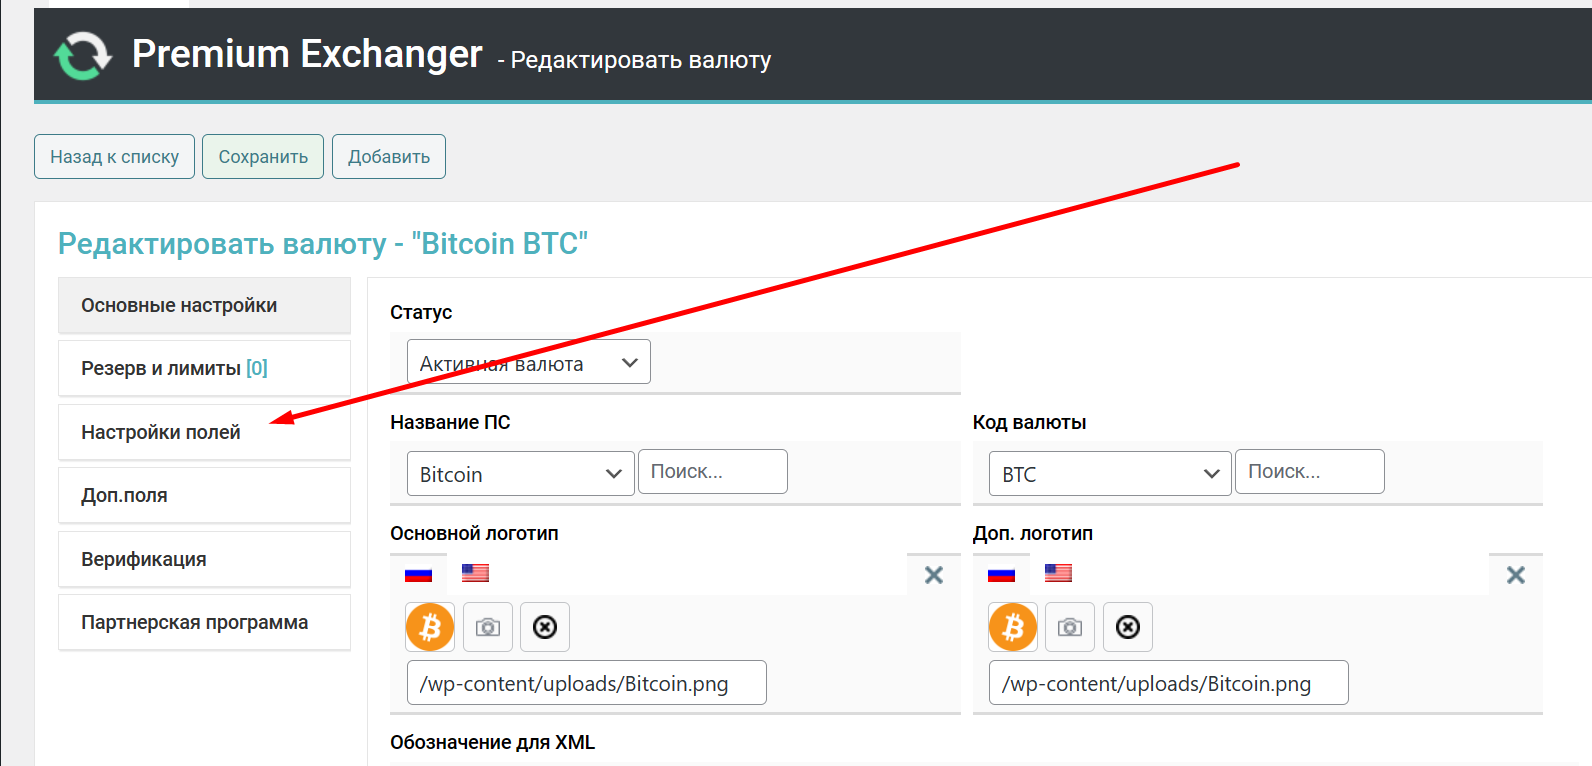 Premium Exchanger - Редактировать валюту
Назад к списку Сохранить Добавить
Редактировать валюту - "Bitcoin BTC"
Основные настройки
Резерв и лимиты [0]
Настройки полей
Доп.поля
Верификация
Партнерская программа
Статус
Активная валюта
Название ПС
Bitcoin Поиск...
Код валюты
BTC Поиск...
Основной логотип
/wp-content/uploads/Bitcoin.png
Доп. логотип
/wp-content/uploads/Bitcoin.png
Обозначение для XML